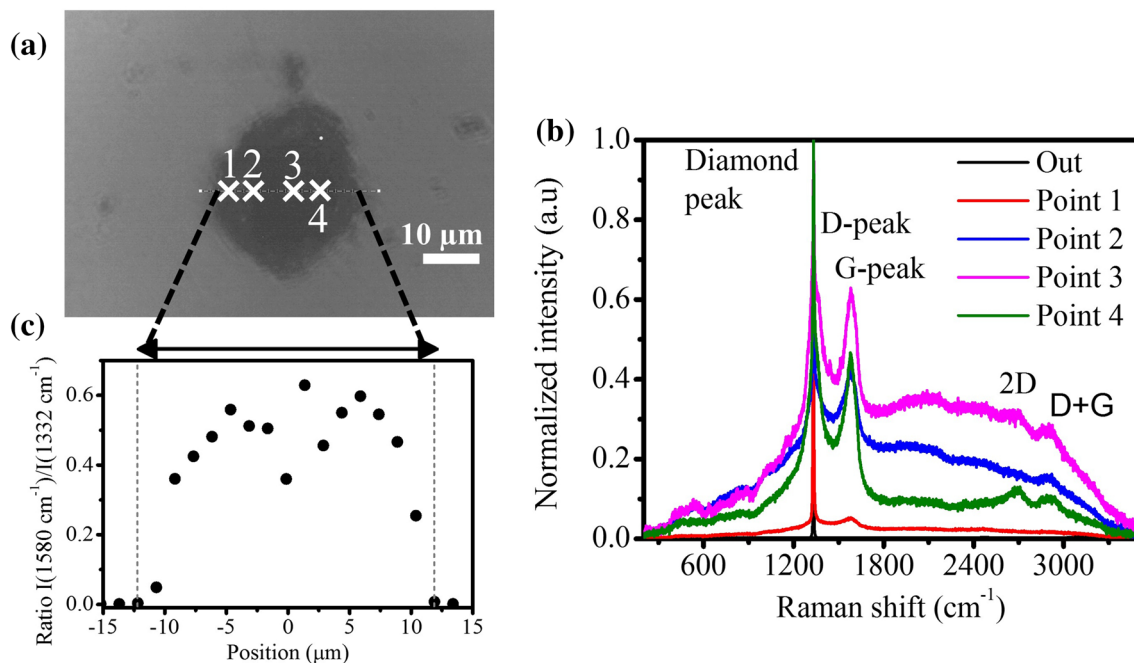 (a)
12 3
4
10 μm
(b)
Normalized intensity (a.u)
1.0
0.8
0.6
0.4
0.2
0.0
Diamond
peak
D-peak
G-peak
Out
Point 1
Point 2
Point 3
Point 4
2D
D+G
600 1200 1800 2400 3000
Raman shift (cm⁻¹)
(c)
Ratio I(1580 cm⁻¹)/I(1332 cm⁻¹)
0.6
0.4
0.2
0.0
-15 -10 -5 0 5 10 15
Position (μm)